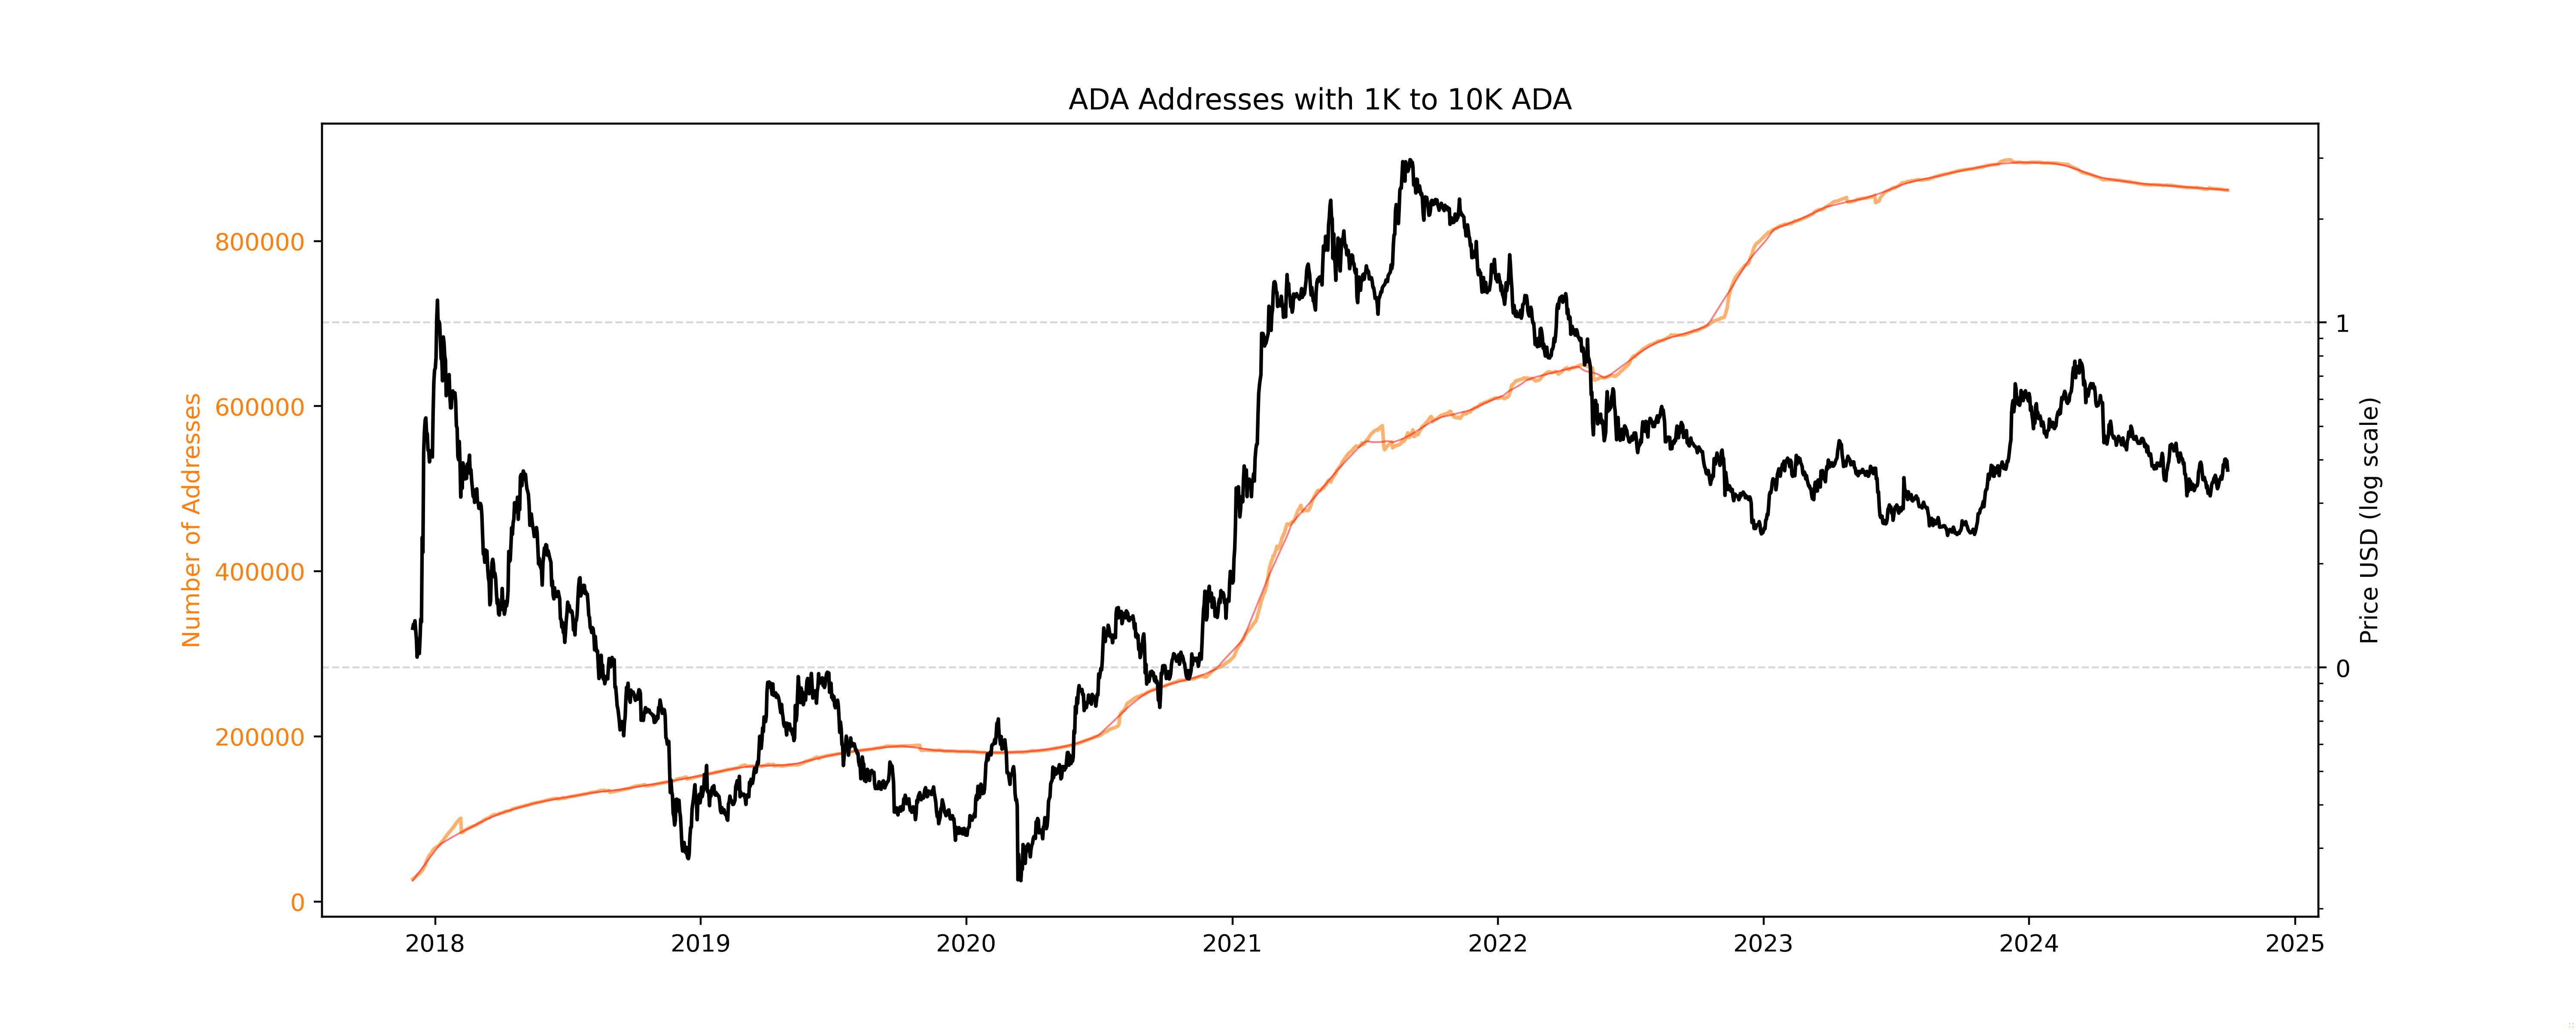 ADA Addresses with 1K to 10K ADA
Number of Addresses
800000
600000
400000
200000
0
1
0
Price USD (log scale)
2018 2019 2020 2021 2022 2023 2024 2025